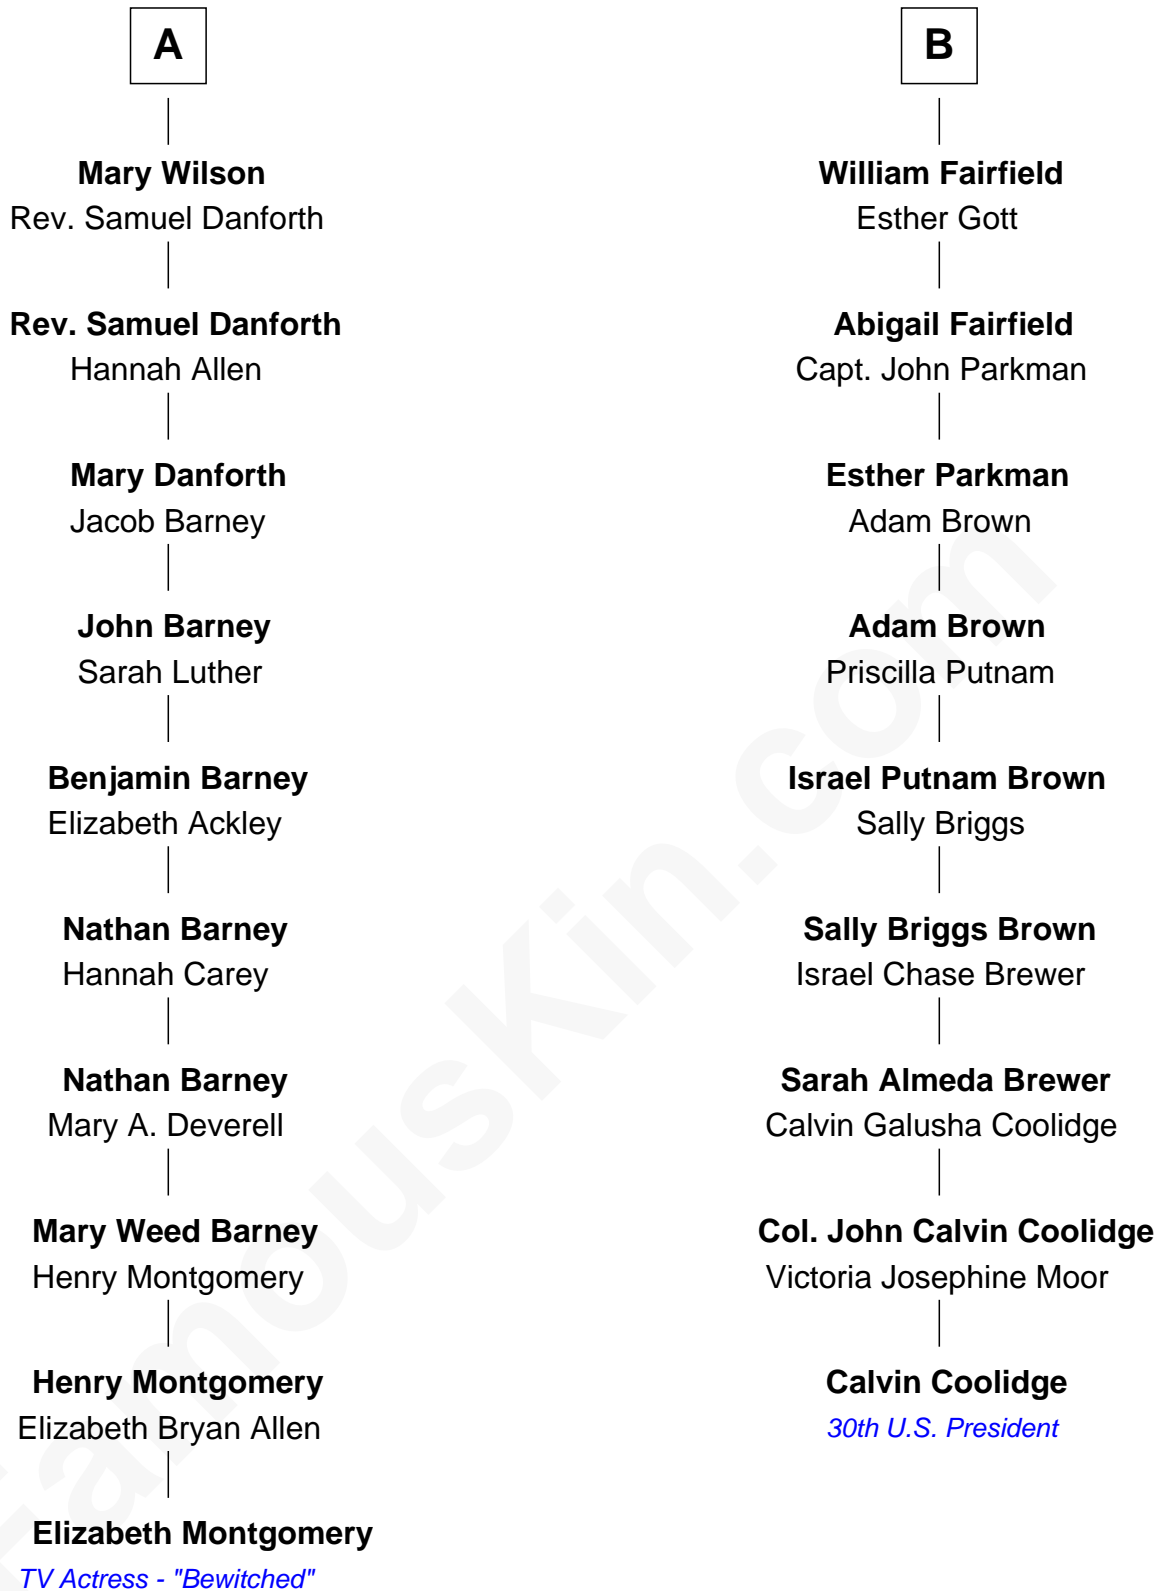 A
Mary Wilson
Rev. Samuel Danforth
Rev. Samuel Danforth
Hannah Allen
Mary Danforth
Jacob Barney
John Barney
Sarah Luther
Benjamin Barney
Elizabeth Ackley
Nathan Barney
Hannah Carey
Nathan Barney
Mary A. Deverell
Mary Weed Barney
Henry Montgomery
Henry Montgomery
Elizabeth Bryan Allen
Elizabeth Montgomery
TV Actress - "Bewitched"
B
William Fairfield
Esther Gott
Abigail Fairfield
Capt. John Parkman
Esther Parkman
Adam Brown
Adam Brown
Priscilla Putnam
Israel Putnam Brown
Sally Briggs
Sally Briggs Brown
Israel Chase Brewer
Sarah Almeda Brewer
Calvin Galusha Coolidge
Col. John Calvin Coolidge
Victoria Josephine Moor
Calvin Coolidge
30th U.S. President
FamousKin.com